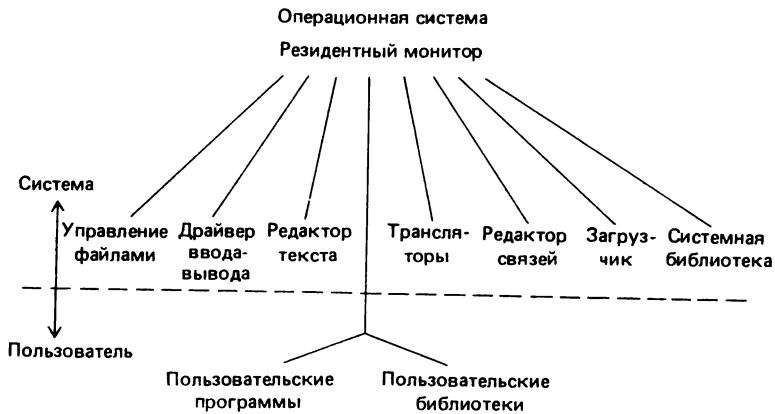 Операционная система
Резидентный монитор
Система
Управление
файлами
Драйвер
ввода-
вывода
Редактор
текста
Трансля-
торы
Редактор
связей
Загруз-
чик
Системная
библиотека
Пользователь
Пользовательские
программы
Пользовательские
библиотеки